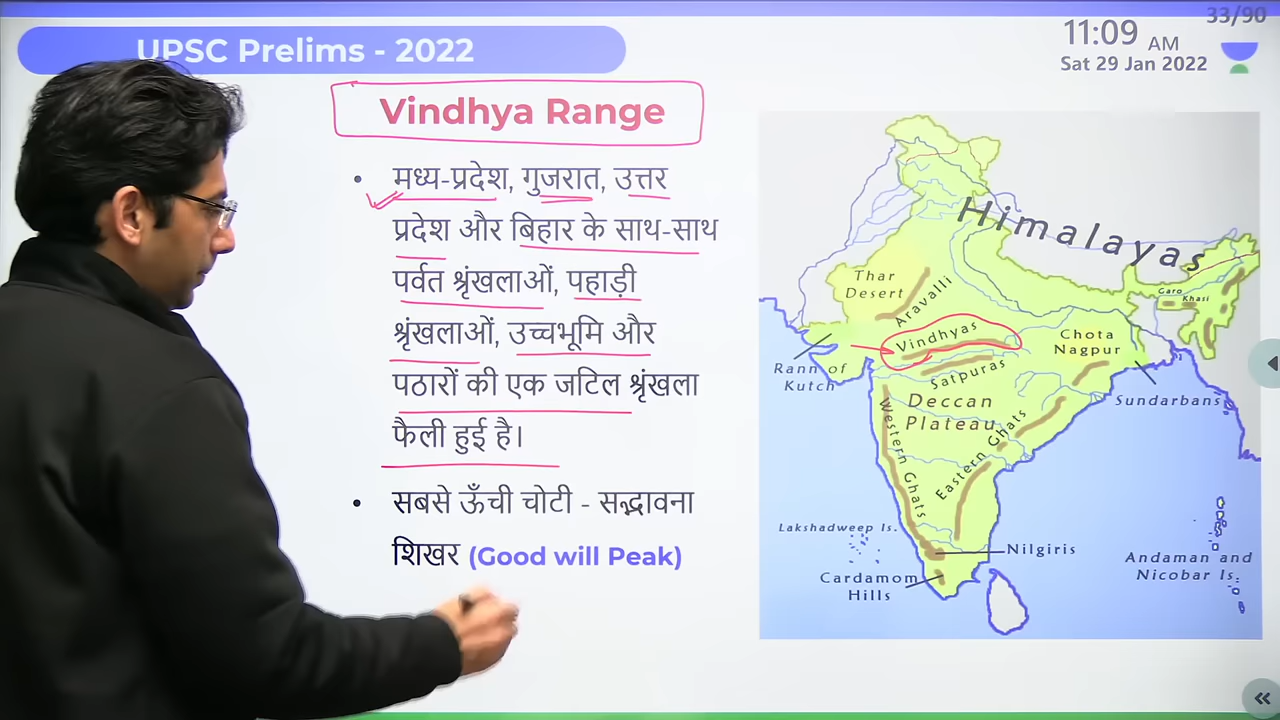 UPSC Prelims - 2022
33/90
11:09 AM
Sat 29 Jan 2022
Vindhya Range
• मध्य-प्रदेश, गुजरात, उत्तर
प्रदेश और बिहार के साथ-साथ
पर्वत श्रृंखलाओं, पहाड़ी
श्रृंखलाओं, उच्चभूमि और
पठारों की एक जटिल श्रृंखला
फैली हुई है।
• सबसे ऊँची चोटी - सद्भावना
शिखर (Good will Peak)
Himalayas
Thar
Desert
Aravalli
Garo
Khasi
Vindhyas
Chota
Nagpur
Rann of
Kutch
Satpuras
Sundarbans
Deccan
Plateau
Western Ghats
Eastern Ghats
Lakshadweep Is.
Nilgiris
Andaman and
Nicobar Is.
Cardamom
Hills